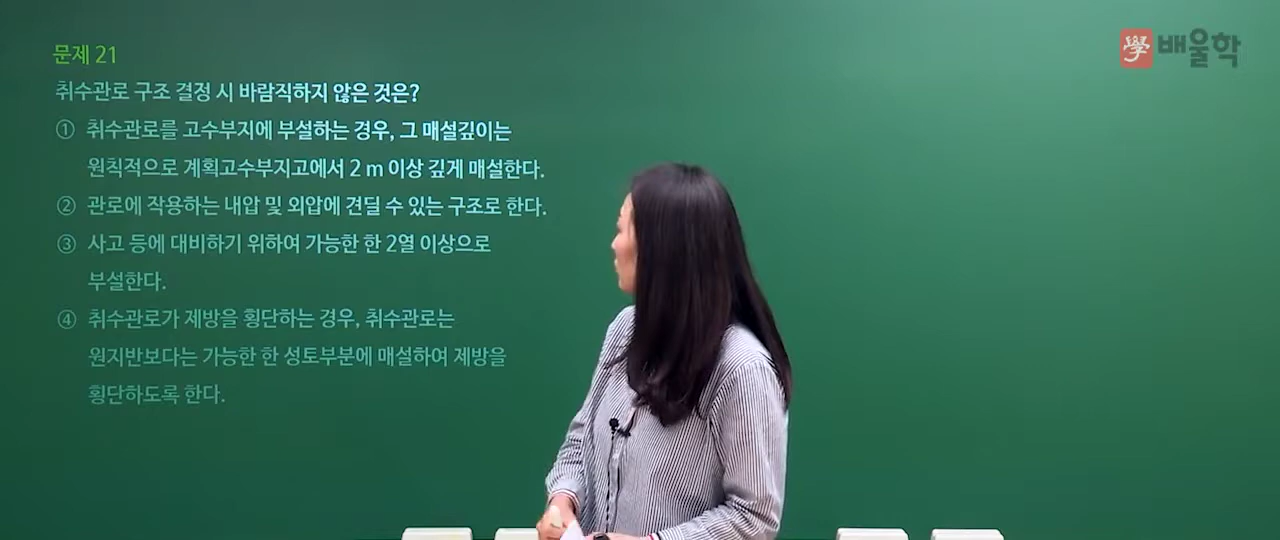 문제 21
취수관로 구조 결정 시 바람직하지 않은 것은?
① 취수관로를 고수부지에 부설하는 경우, 그 매설깊이는
원칙적으로 계획고수부지고에서 2 m 이상 깊게 매설한다.
② 관로에 작용하는 내압 및 외압에 견딜 수 있는 구조로 한다.
③ 사고 등에 대비하기 위하여 가능한 한 2열 이상으로
부설한다.
④ 취수관로가 제방을 횡단하는 경우, 취수관로는
원지반보다는 가능한 한 성토부분에 매설하여 제방을
횡단하도록 한다.
學 배울학